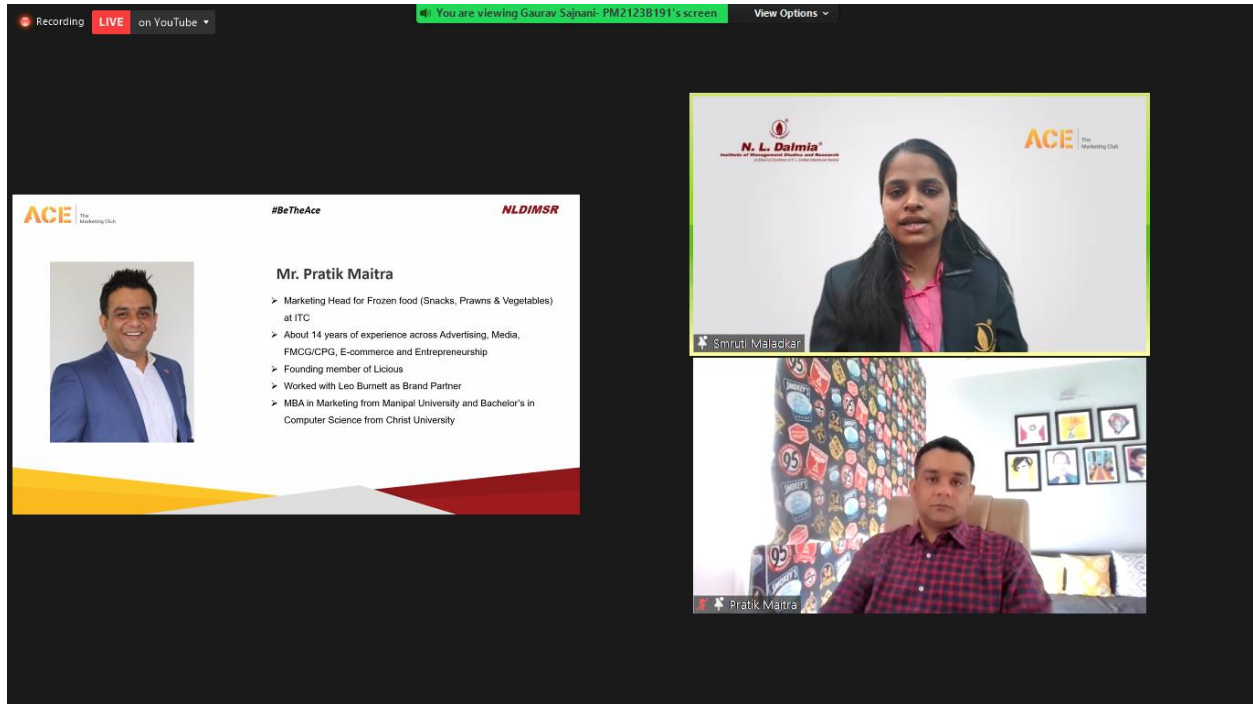 Recording LIVE on YouTube
You are viewing Gaurav Sajnani- PM2123B191's screen View Options
ACE The Marketing Club
#BeTheAce
NLDIMSR
Mr. Pratik Maitra
Marketing Head for Frozen food (Snacks, Prawns & Vegetables)
at ITC
About 14 years of experience across Advertising, Media,
FMCG/CPG, E-commerce and Entrepreneurship
Founding member of Licious
Worked with Leo Burnett as Brand Partner
MBA in Marketing from Manipal University and Bachelor's in
Computer Science from Christ University
N. L. Dalmia
Institute of Management Studies and Research
ACE The Marketing Club
Smruti Maladkar
95
SMOKEY'S
95
Pratik Maitra